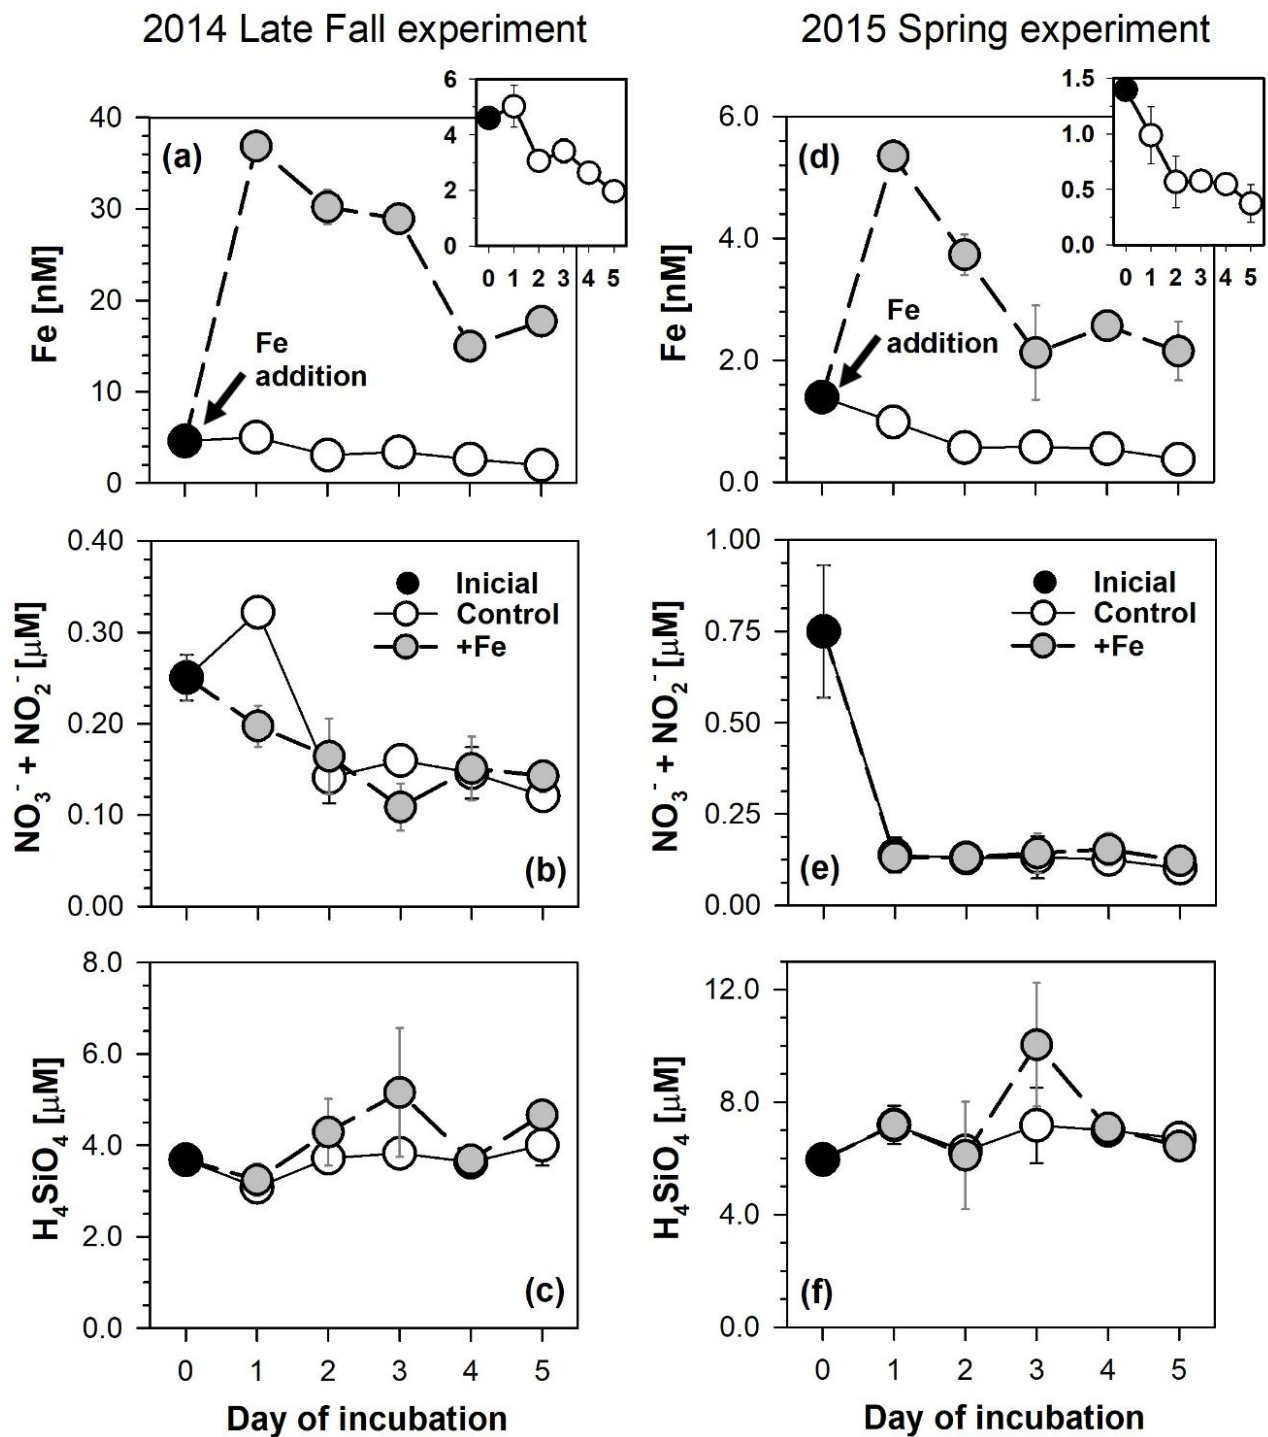 2014 Late Fall experiment
2015 Spring experiment
(a)
Fe [nM]
40
30
20
10
0
Fe
addition
6
4
2
0
0 1 2 3 4 5
(d)
Fe [nM]
6.0
4.0
2.0
0.0
Fe
addition
1.5
1.0
0.5
0.0
0 1 2 3 4 5
NO₃⁻ + NO₂⁻ [μM]
0.40
0.30
0.20
0.10
0.00
Inicial
Control
+Fe
(b)
NO₃⁻ + NO₂⁻ [μM]
1.00
0.75
0.50
0.25
0.00
Inicial
Control
+Fe
(e)
H₄SiO₄ [μM]
8.0
6.0
4.0
2.0
0.0
(c)
0 1 2 3 4 5
Day of incubation
H₄SiO₄ [μM]
12.0
8.0
4.0
0.0
(f)
0 1 2 3 4 5
Day of incubation